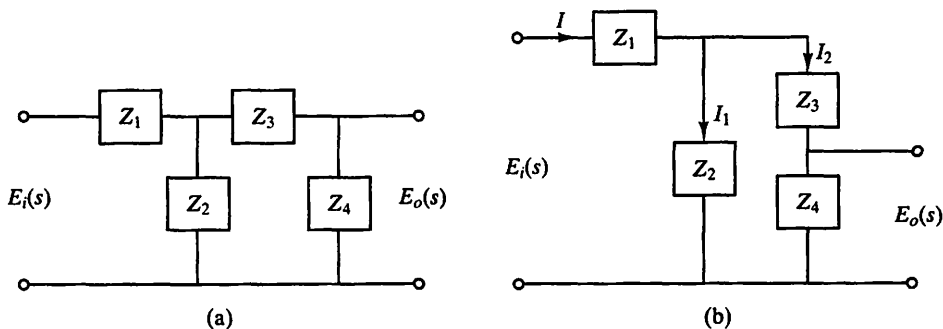 Z₁
Z₃
Eᵢ(s)
Z₂
Z₄
Eₒ(s)
(a)
I
Z₁
I₂
Z₃
I₁
Eᵢ(s)
Z₂
Z₄
Eₒ(s)
(b)